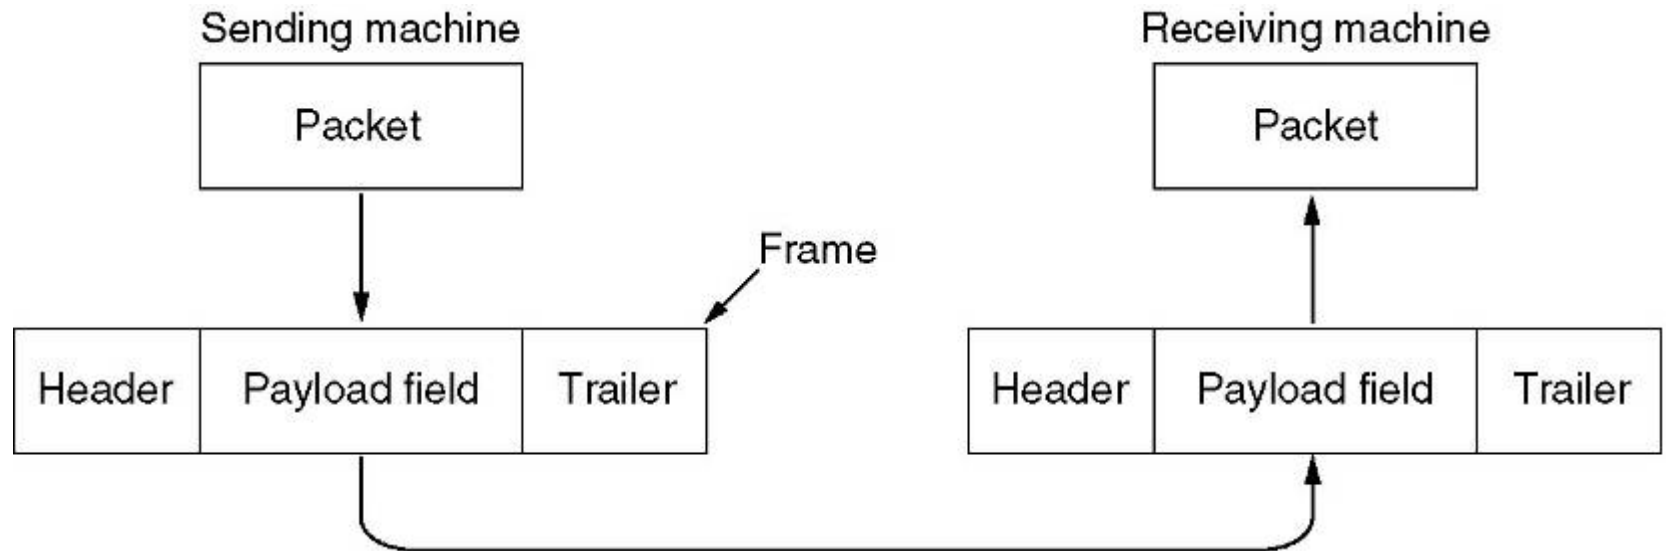 Sending machine
Receiving machine
Packet
Packet
Frame
Header
Payload field
Trailer
Header
Payload field
Trailer